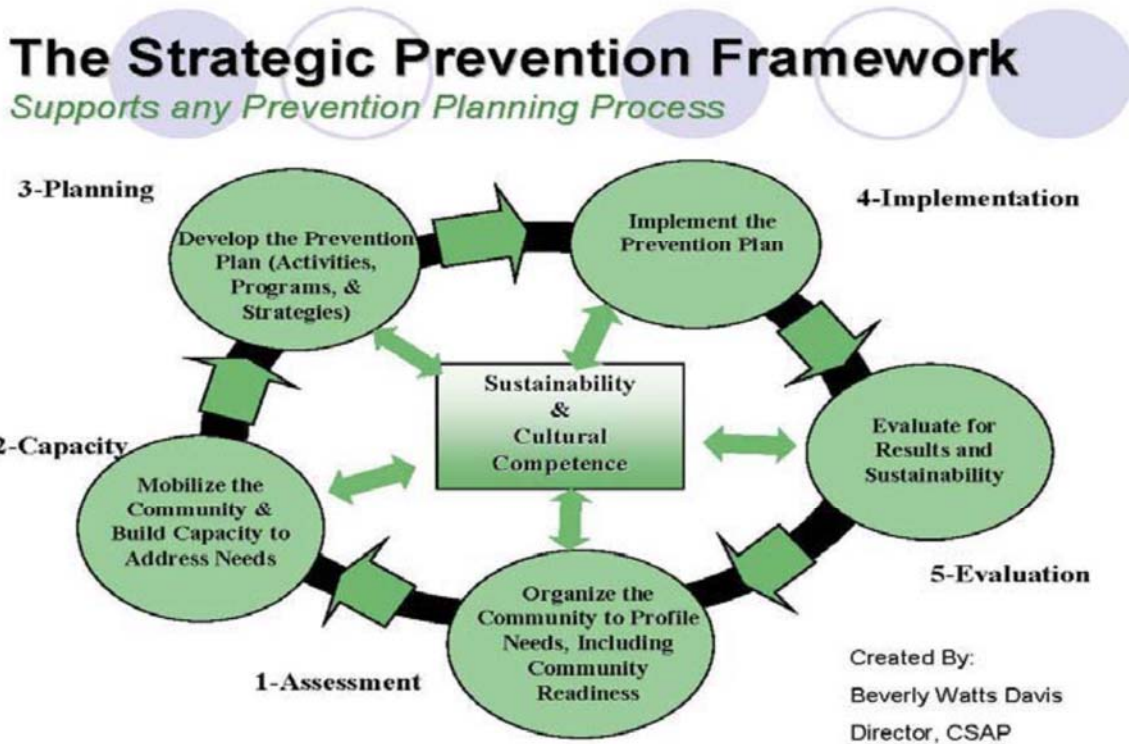 The Strategic Prevention Framework
Supports any Prevention Planning Process
3-Planning
Develop the Prevention
Plan (Activities,
Programs, &
Strategies)
4-Implementation
Implement the
Prevention Plan
Sustainability
&
Cultural
Competence
2-Capacity
Mobilize the
Community &
Build Capacity to
Address Needs
Evaluate for
Results and
Sustainability
5-Evaluation
1-Assessment
Organize the
Community to Profile
Needs, Including
Community
Readiness
Created By:
Beverly Watts Davis
Director, CSAP